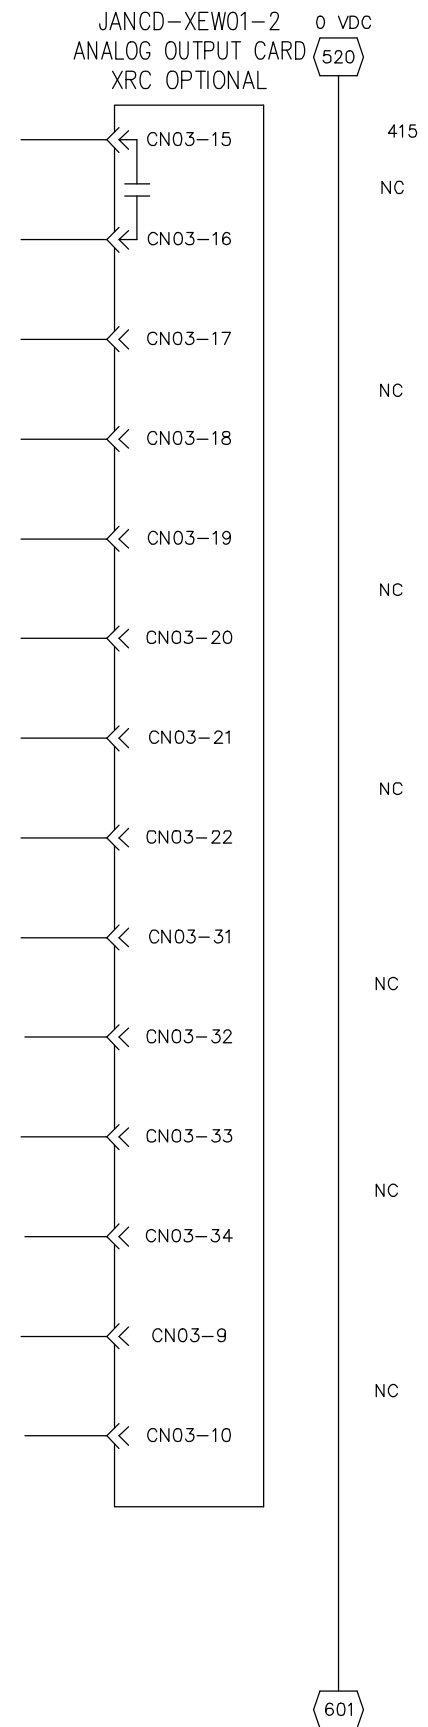 JANCD-XEW01-2
ANALOG OUTPUT CARD
XRC OPTIONAL
0 VDC
520
CN03-15
415
NC
CN03-16
CN03-17
NC
CN03-18
CN03-19
NC
CN03-20
CN03-21
NC
CN03-22
CN03-31
NC
CN03-32
CN03-33
NC
CN03-34
CN03-9
NC
CN03-10
601